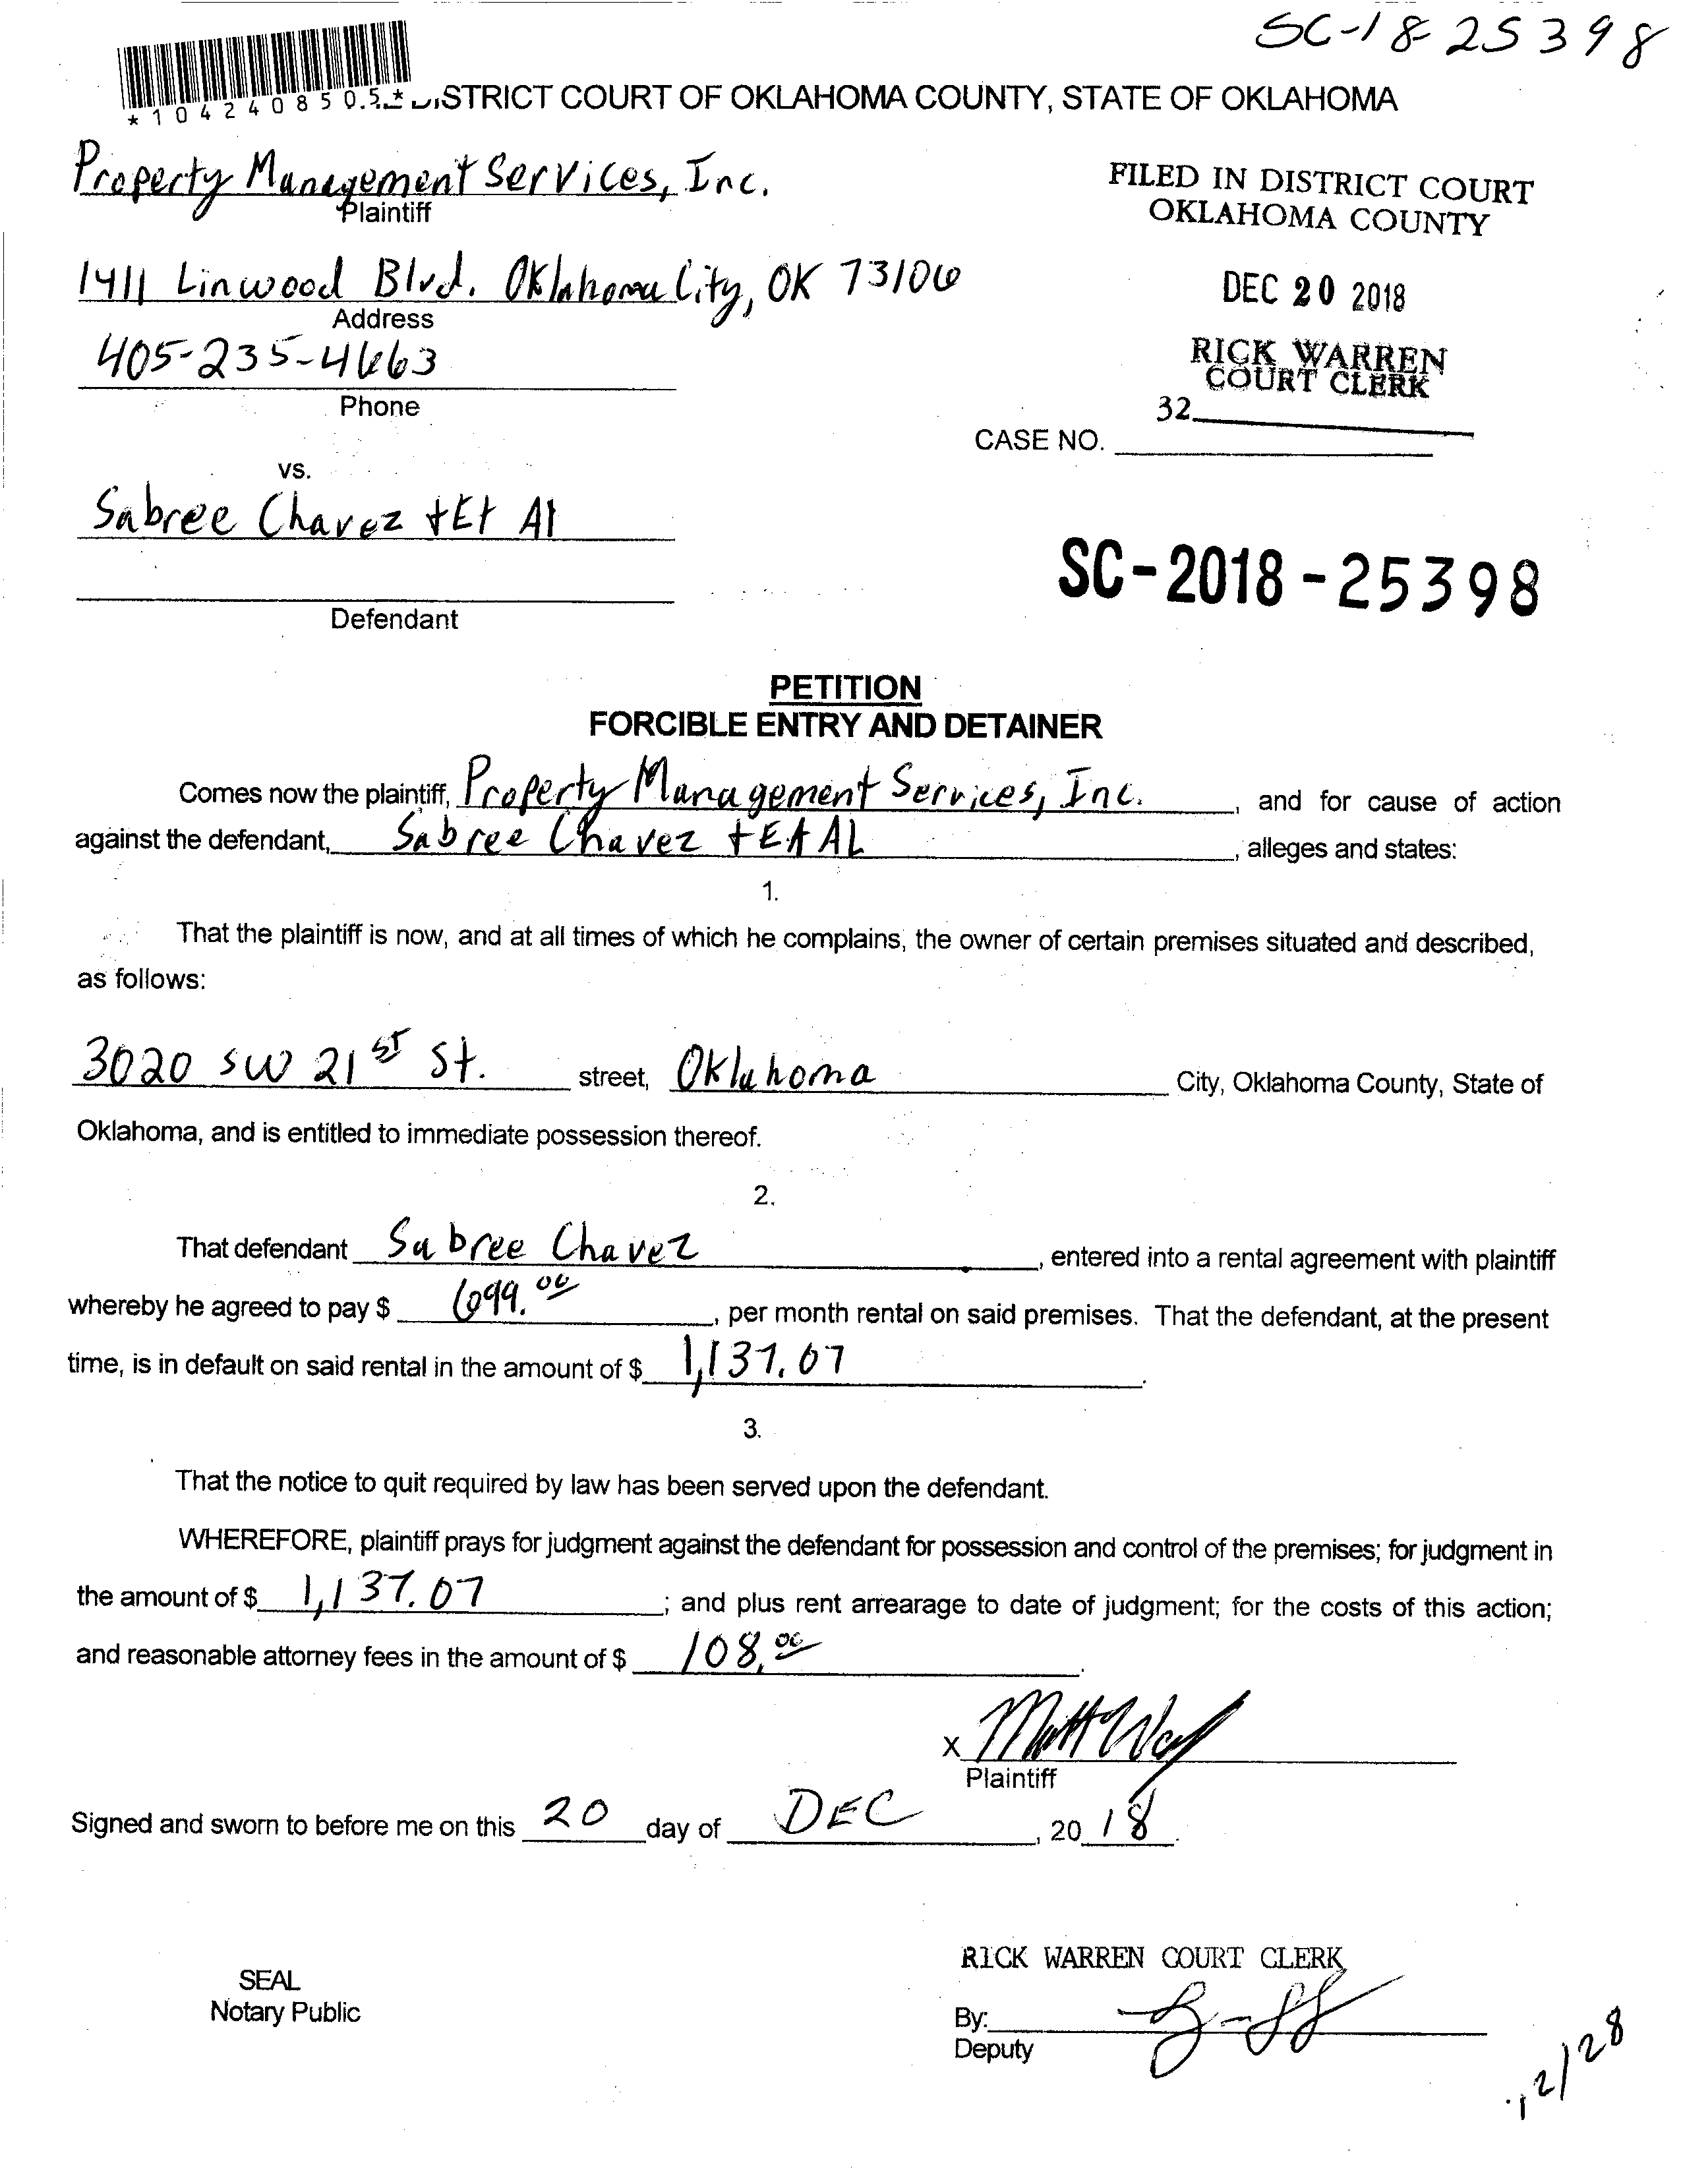 SC-18-25398
*1042408505*
DISTRICT COURT OF OKLAHOMA COUNTY, STATE OF OKLAHOMA
Property Management Services, Inc.
Plaintiff
FILED IN DISTRICT COURT
OKLAHOMA COUNTY
1411 Linwood Blvd. Oklahoma City, OK 73106
Address
DEC 20 2018
405-235-4663
Phone
RICK WARREN
COURT CLERK
32
CASE NO.
vs.
Sabree Chavez + Et Al
Defendant
SC-2018-25398
PETITION
FORCIBLE ENTRY AND DETAINER
Comes now the plaintiff, Property Management Services, Inc., and for cause of action
against the defendant, Sabree Chavez + Et AL, alleges and states:
1.
That the plaintiff is now, and at all times of which he complains, the owner of certain premises situated and described,
as follows:
3020 SW 21st St. street, Oklahoma City, Oklahoma County, State of
Oklahoma, and is entitled to immediate possession thereof.
2.
That defendant Sabree Chavez, entered into a rental agreement with plaintiff
whereby he agreed to pay $ 699.00, per month rental on said premises. That the defendant, at the present
time, is in default on said rental in the amount of $ 1,137.07.
3.
That the notice to quit required by law has been served upon the defendant.
WHEREFORE, plaintiff prays for judgment against the defendant for possession and control of the premises; for judgment in
the amount of $ 1,137.07; and plus rent arrearage to date of judgment; for the costs of this action;
and reasonable attorney fees in the amount of $ 108.00.
X
Plaintiff
Signed and sworn to before me on this 20 day of DEC, 2018.
RICK WARREN COURT CLERK
SEAL
Notary Public
By:
Deputy
12/28